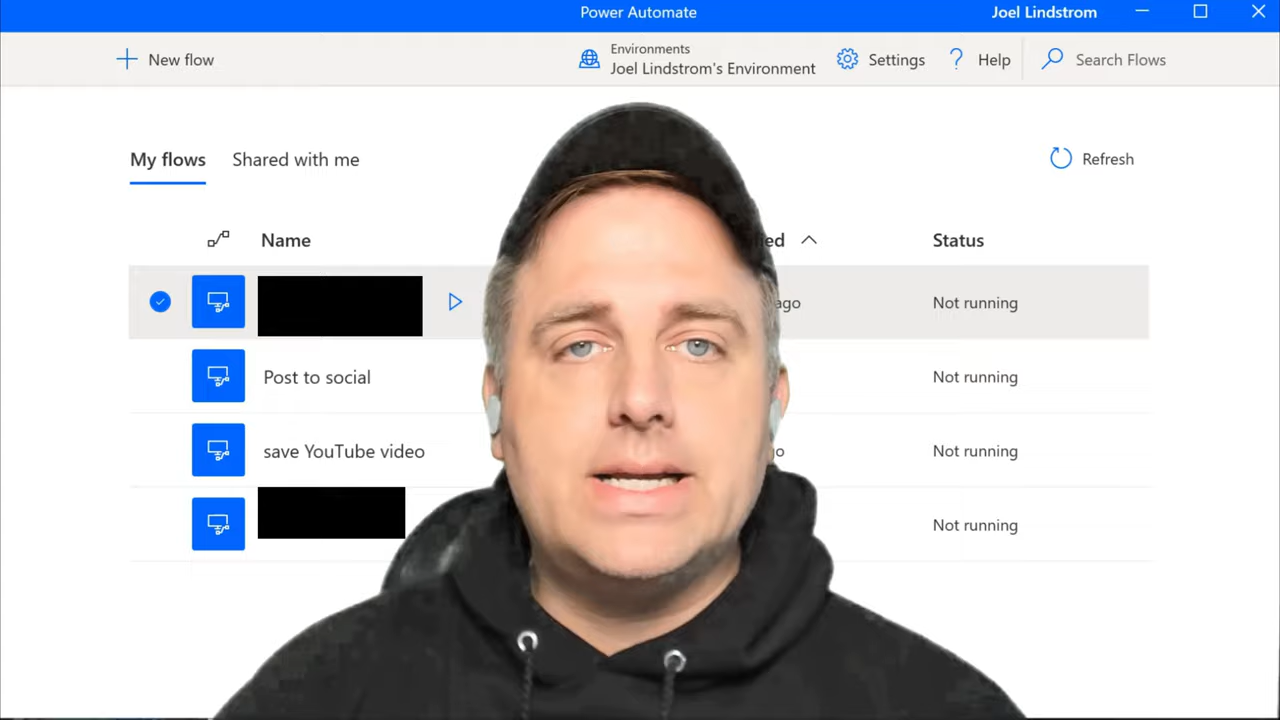 Power Automate
Joel Lindstrom
New flow
Environments
Joel Lindstrom's Environment
Settings
Help
Search Flows
My flows
Shared with me
Refresh
Name
Status
ago
Not running
Post to social
Not running
save YouTube video
Not running
Not running